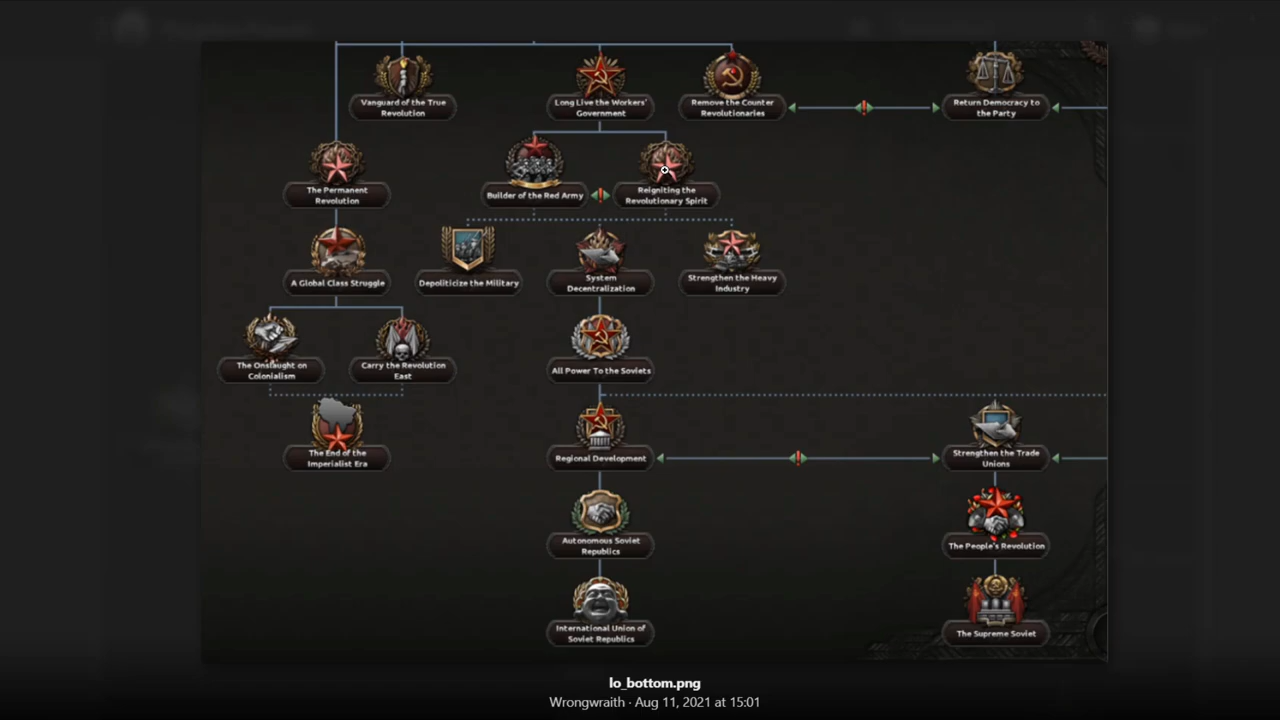 Vanguard of the True
Revolution
Long Live the Workers'
Government
Remove the Counter
Revolutionaries
Return Democracy to
the Party
The Permanent
Revolution
Builder of the Red Army
Reigniting the
Revolutionary Spirit
A Global Class Struggle
Depoliticize the Military
System
Decentralization
Strengthen the Heavy
Industry
The Onslaught on
Colonialism
Carry the Revolution
East
All Power To the Soviets
The End of the
Imperialist Era
Regional Development
Strengthen the Trade
Unions
Autonomous Soviet
Republics
The People's Revolution
International Union of
Soviet Republics
The Supreme Soviet
lo_bottom.png
Wrongwraith · Aug 11, 2021 at 15:01